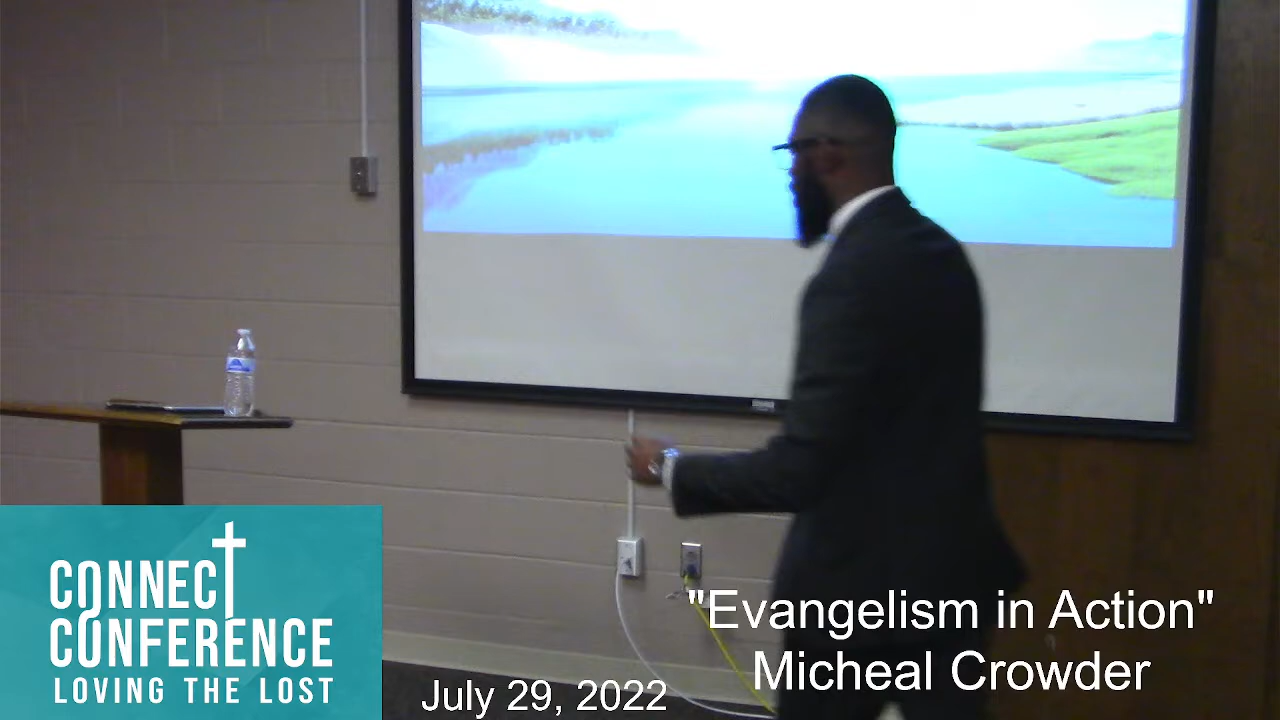 CONNECT
CONFERENCE
LOVING THE LOST
July 29, 2022
"Evangelism in Action"
Micheal Crowder